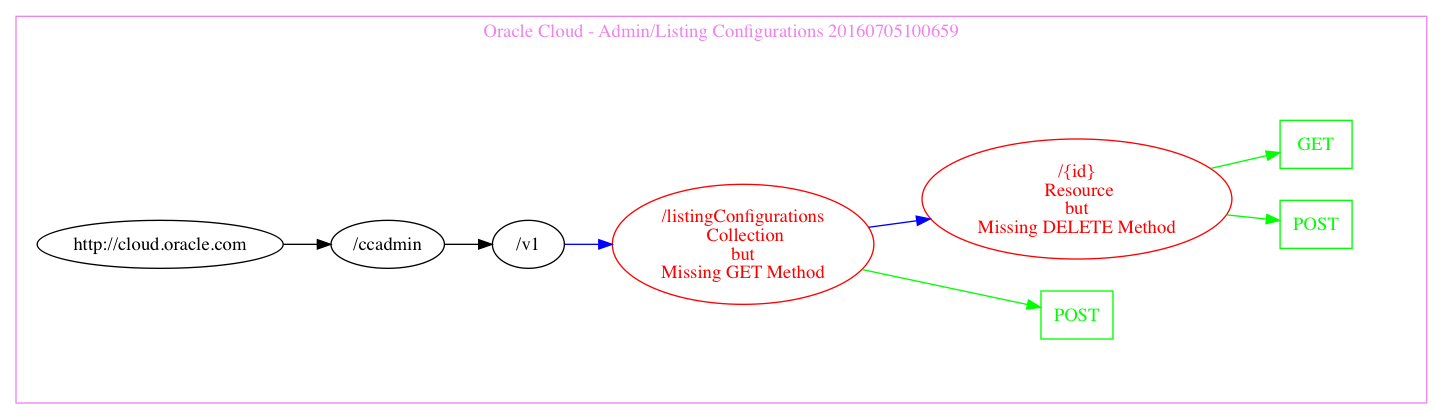 Oracle Cloud - Admin/Listing Configurations 20160705100659
http://cloud.oracle.com
/ccadmin
/v1
/listingConfigurations
Collection
but
Missing GET Method
/{id}
Resource
but
Missing DELETE Method
GET
POST
POST